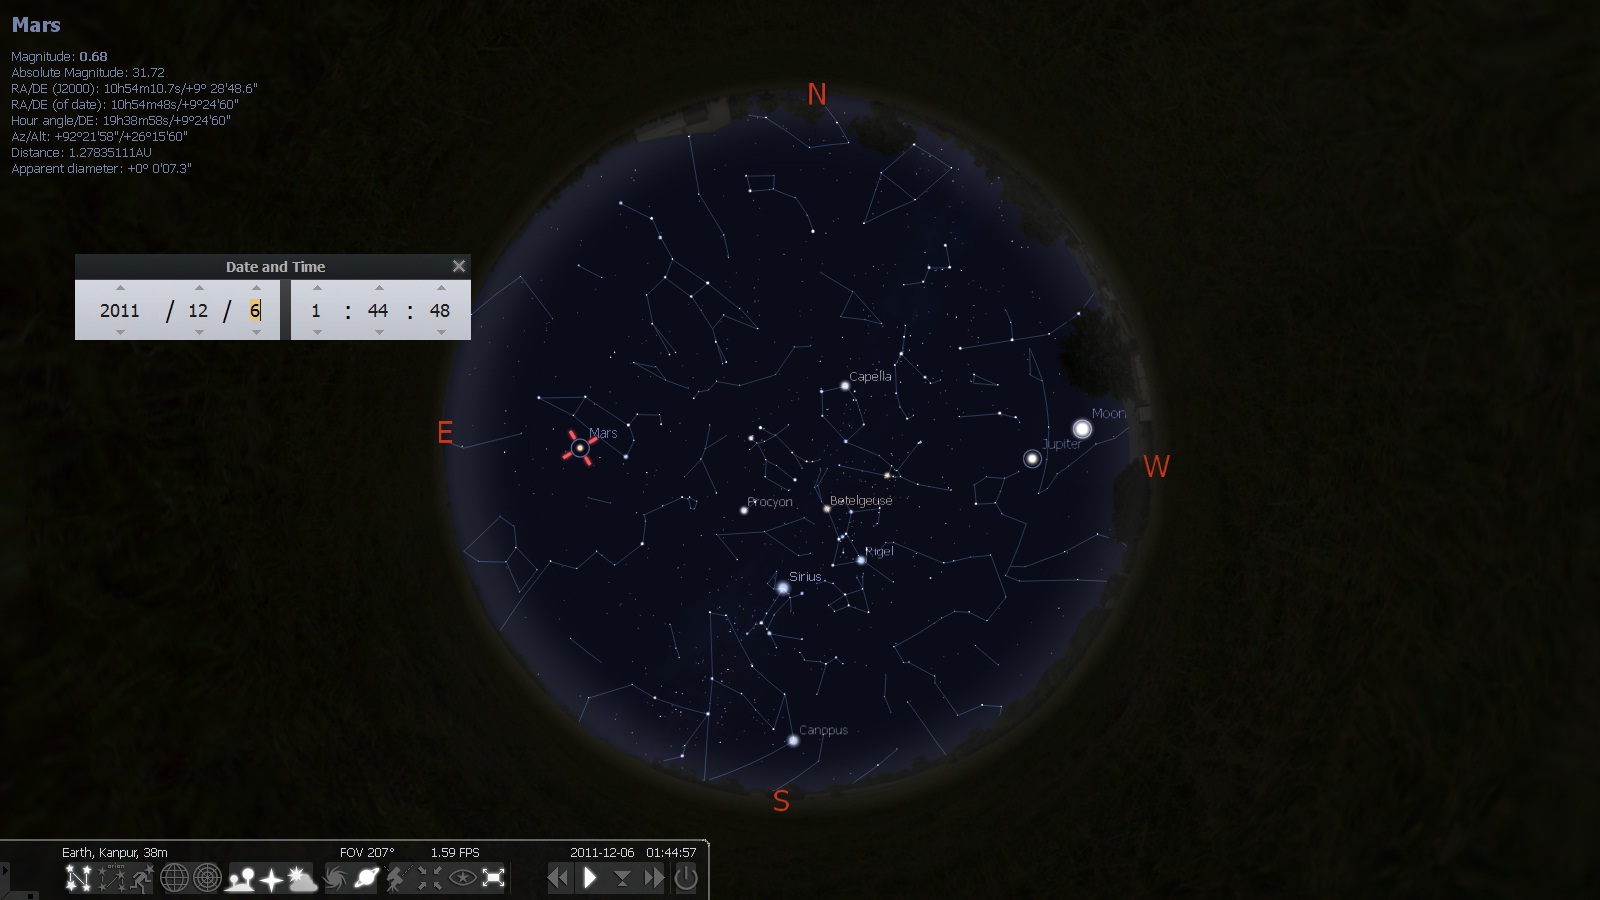 Mars
Magnitude: 0.68
Absolute Magnitude: 31.72
RA/DE (J2000): 10h54m10.7s/+9° 28'48.6"
RA/DE (of date): 10h54m48s/+9°24'60"
Hour angle/DE: 19h38m58s/+9°24'60"
Az/Alt: +92°21'58"/+26°15'60"
Distance: 1.27835111AU
Apparent diameter: +0° 0'07.3"
N
Date and Time
2011 / 12 / 6 1 : 44 : 48
Capella
Moon
E
Mars
Jupiter
W
Procyon
Betelgeuse
Rigel
Sirius
Canopus
S
Earth, Kanpur, 38m FOV 207° 1.59 FPS 2011-12-06 01:44:57